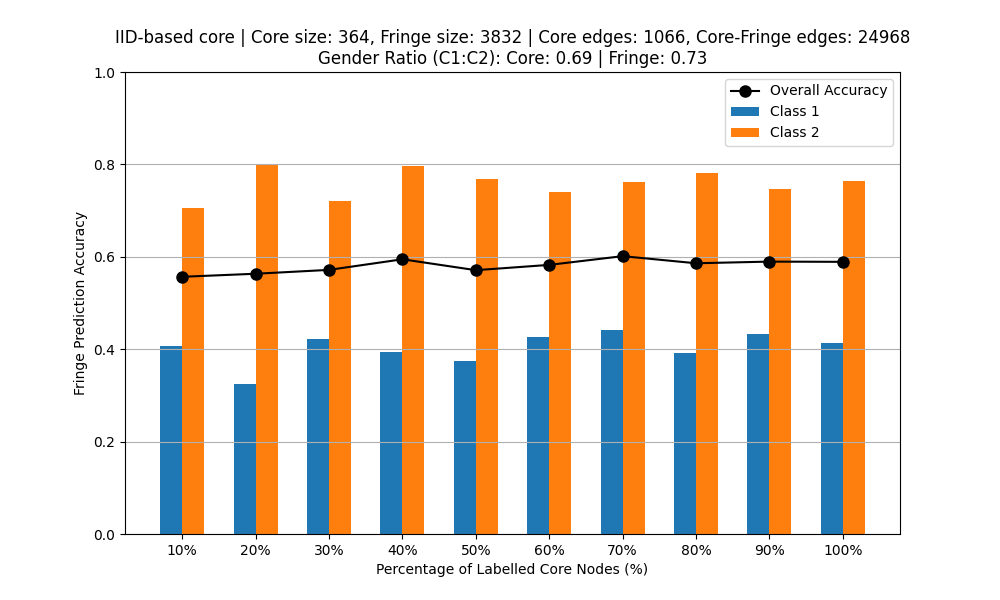 IID-based core | Core size: 364, Fringe size: 3832 | Core edges: 1066, Core-Fringe edges: 24968
Gender Ratio (C1:C2): Core: 0.69 | Fringe: 0.73
1.0
Overall Accuracy
Class 1
Class 2
0.8
0.6
0.4
0.2
0.0
Fringe Prediction Accuracy
10% 20% 30% 40% 50% 60% 70% 80% 90% 100%
Percentage of Labelled Core Nodes (%)